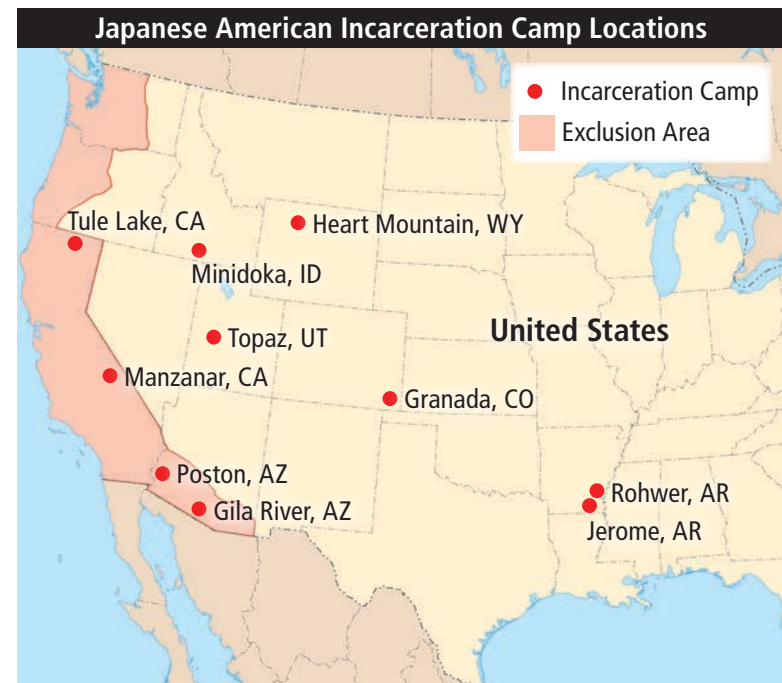 Japanese American Incarceration Camp Locations
Incarceration Camp
Exclusion Area
Tule Lake, CA
Heart Mountain, WY
Minidoka, ID
Topaz, UT
United States
Manzanar, CA
Granada, CO
Poston, AZ
Gila River, AZ
Rohwer, AR
Jerome, AR